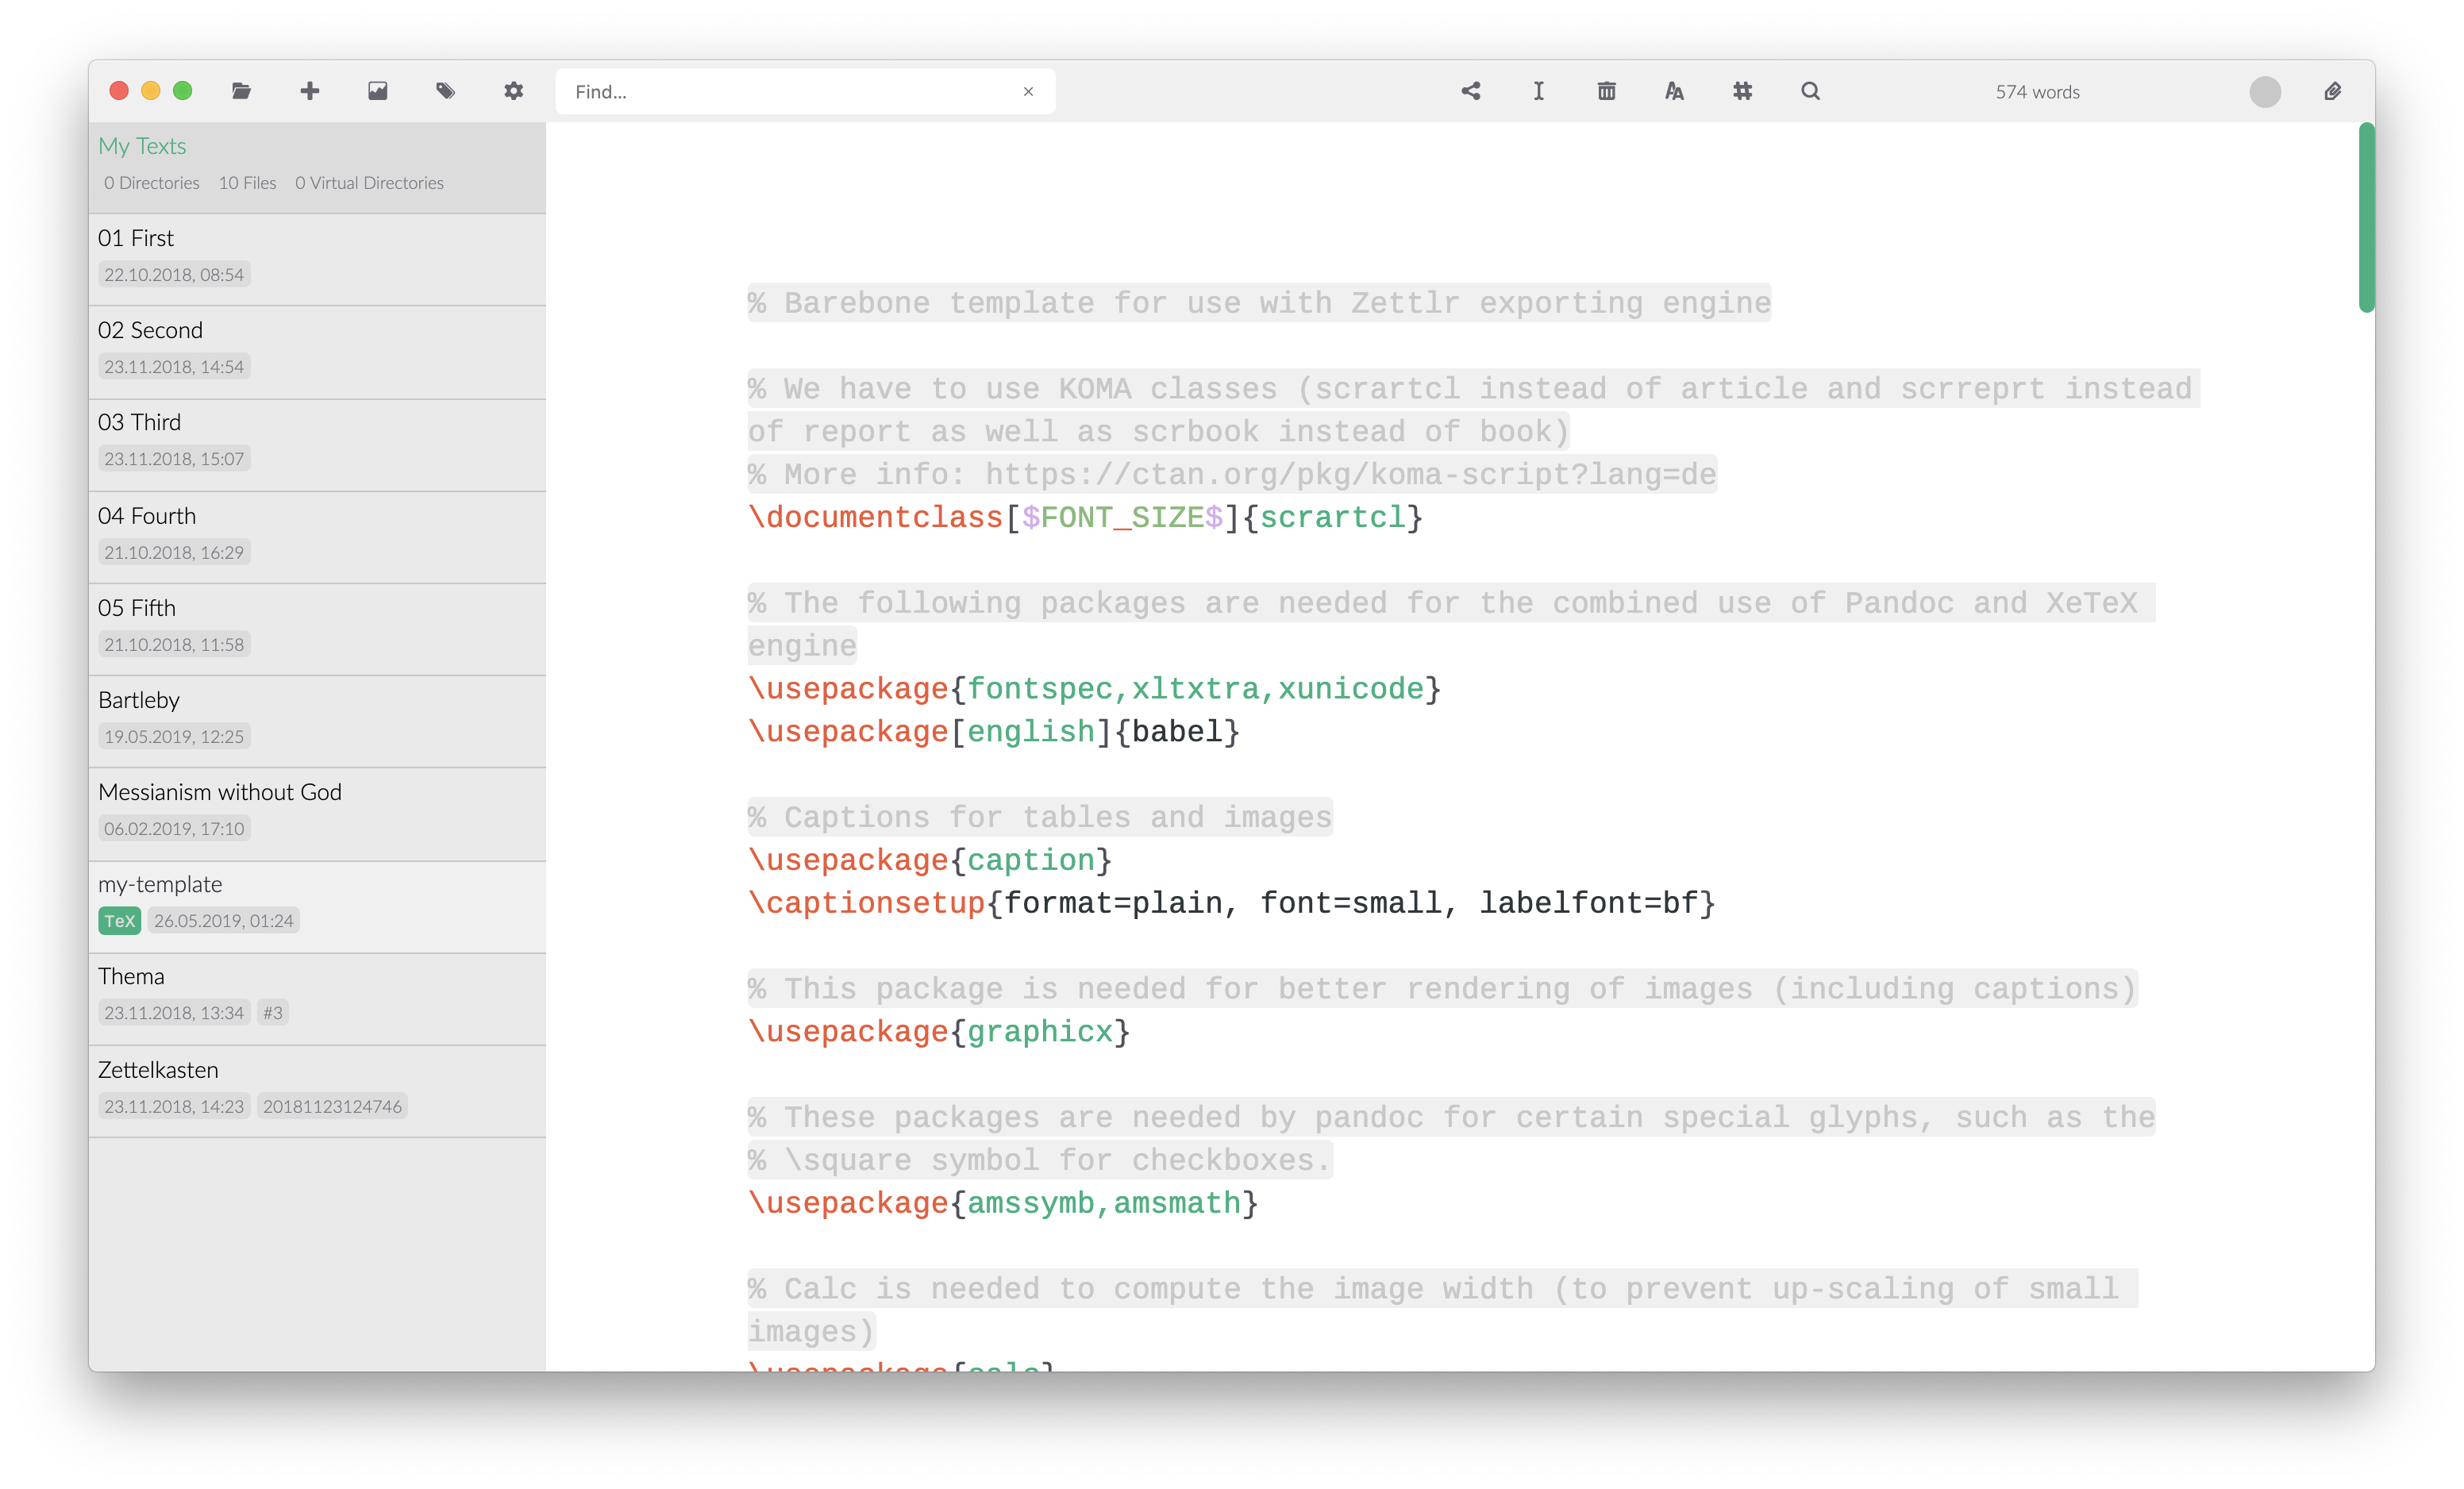 Find...
574 words
My Texts
0 Directories 10 Files 0 Virtual Directories
01 First
22.10.2018, 08:54
02 Second
23.11.2018, 14:54
03 Third
23.11.2018, 15:07
04 Fourth
21.10.2018, 16:29
05 Fifth
21.10.2018, 11:58
Bartleby
19.05.2019, 12:25
Messianism without God
06.02.2019, 17:10
my-template
TeX 26.05.2019, 01:24
Thema
23.11.2018, 13:34 #3
Zettelkasten
23.11.2018, 14:23 20181123124746
% Barebone template for use with Zettlr exporting engine
% We have to use KOMA classes (scrartcl instead of article and scrreprt instead
of report as well as scrbook instead of book)
% More info: https://ctan.org/pkg/koma-script?lang=de
\documentclass[$FONT_SIZE$]{scrartcl}
% The following packages are needed for the combined use of Pandoc and XeTeX
engine
\usepackage{fontspec,xltxtra,xunicode}
\usepackage[english]{babel}
% Captions for tables and images
\usepackage{caption}
\captionsetup{format=plain, font=small, labelfont=bf}
% This package is needed for better rendering of images (including captions)
\usepackage{graphicx}
% These packages are needed by pandoc for certain special glyphs, such as the
% \square symbol for checkboxes.
\usepackage{amssymb,amsmath}
% Calc is needed to compute the image width (to prevent up-scaling of small
images)
\usepackage{calc}